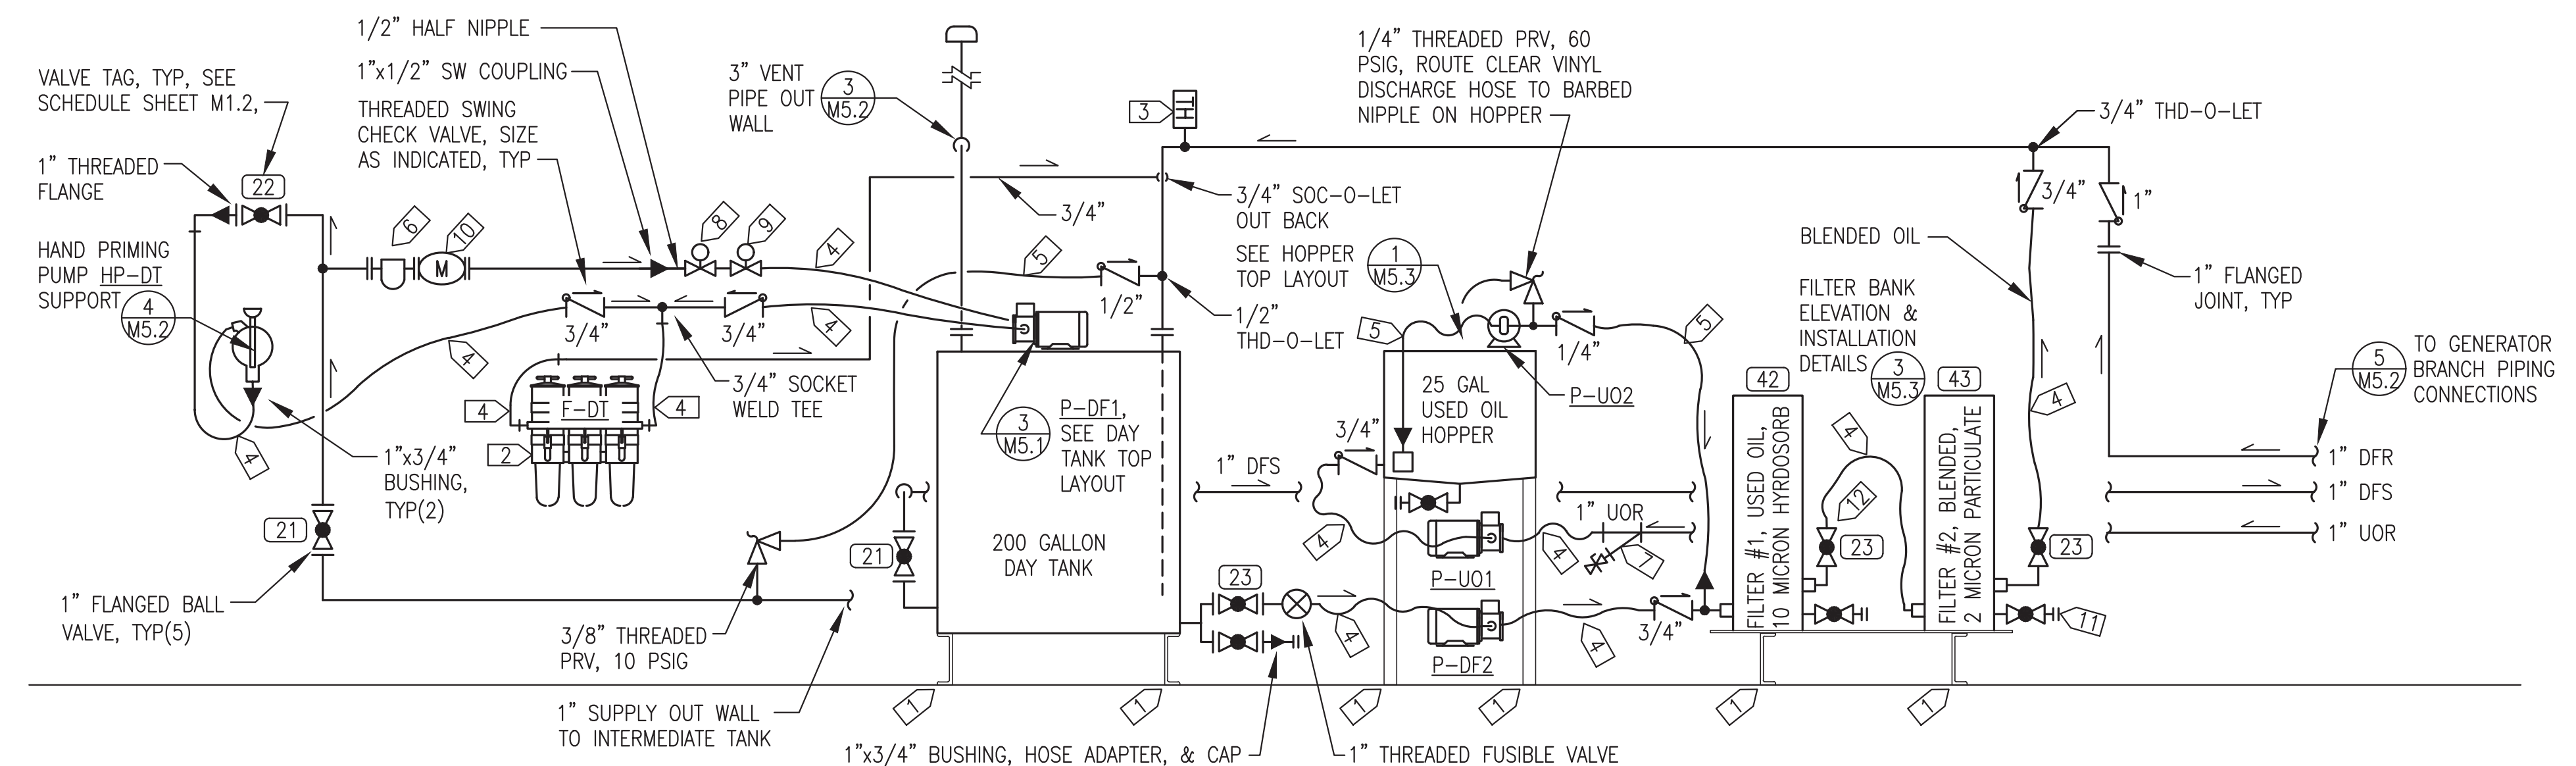 1/2” HALF NIPPLE
1”x1/2” SW COUPLING
THREADED SWING
CHECK VALVE, SIZE
AS INDICATED, TYP
VALVE TAG, TYP, SEE
SCHEDULE SHEET M1.2,
1” THREADED
FLANGE
22
HAND PRIMING
PUMP HP-DT
SUPPORT
4
M5.2
6
10
M
8
9
4
3/4”
3/4”
4
4
4
1”x3/4”
BUSHING,
TYP(2)
21
1” FLANGED BALL
VALVE, TYP(5)
4
2
F-DT
4
3/4” SOCKET
WELD TEE
3/8” THREADED
PRV, 10 PSIG
1” SUPPLY OUT WALL
TO INTERMEDIATE TANK
3” VENT
PIPE OUT
WALL
3
M5.2
3
TH
3/4”
5
1/2”
3/4” SOC-O-LET
OUT BACK
1/2”
THD-O-LET
3
M5.1
P-DF1,
SEE DAY
TANK TOP
LAYOUT
200 GALLON
DAY TANK
21
1
1
1/4” THREADED PRV, 60
PSIG, ROUTE CLEAR VINYL
DISCHARGE HOSE TO BARBED
NIPPLE ON HOPPER
SEE HOPPER
TOP LAYOUT
1
M5.3
5
1/4”
5
P-UO2
25 GAL
USED OIL
HOPPER
3/4”
1” DFS
4
P-UO1
4
1” UOR
7
23
4
P-DF2
4
3/4”
1”x3/4” BUSHING, HOSE ADAPTER, & CAP
1” THREADED FUSIBLE VALVE
1
1
3/4” THD-O-LET
3/4”
1”
BLENDED OIL
1” FLANGED
JOINT, TYP
FILTER BANK
ELEVATION &
INSTALLATION
DETAILS
3
M5.3
42
43
FILTER #1, USED OIL,
10 MICRON HYRDOSORB
FILTER #2, BLENDED,
2 MICRON PARTICULATE
4
12
23
4
23
11
1
1
5
M5.2
TO GENERATOR
BRANCH PIPING
CONNECTIONS
1” DFR
1” DFS
1” UOR